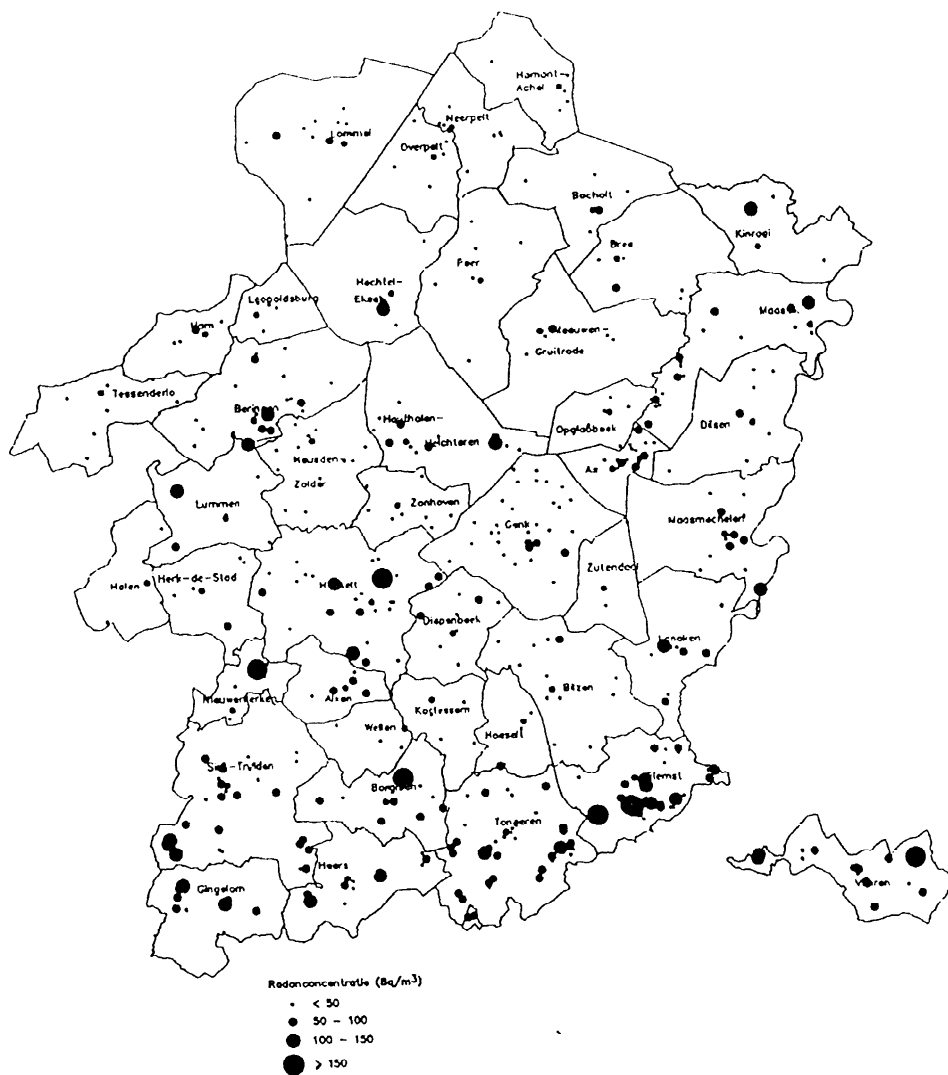 Hamont-
Achel
Neerpelt
Lommel
Overpelt
Bocholt
Kinrooi
Bree
Peer
Hechtel-
Eksel
Leopoldsburg
Ham
Meeuwen-
Gruitrode
Tessenderlo
Beringen
Houthalen-
Helchteren
Opglabbeek
Dilsen
Heusden
Zolder
As
Lummen
Zonhoven
Genk
Maasmechelen
Halen
Herk-de-Stad
Hasselt
Zutendaal
Diepenbeek
Lanaken
Nieuwerkerken
Alken
Bilzen
Kortessem
Wellen
Hoeselt
Sint-Truiden
Riemst
Borgloon
Tongeren
Heers
Gingelom
Voeren
Radonconcentratie (Bq/m³)
< 50
50 - 100
100 - 150
> 150